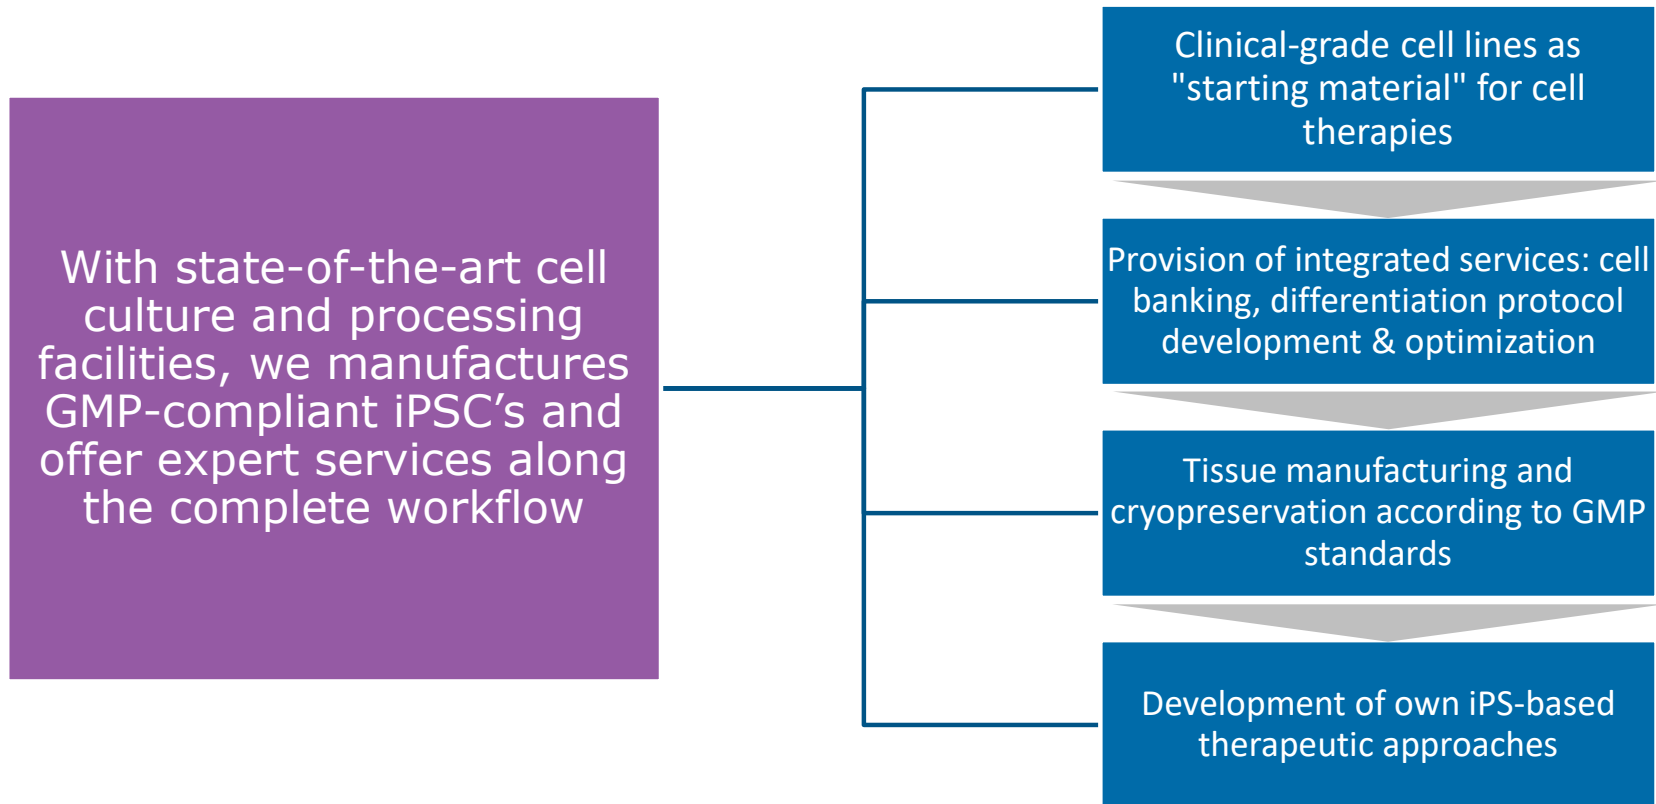 With state-of-the-art cell
culture and processing
facilities, we manufactures
GMP-compliant iPSC’s and
offer expert services along
the complete workflow
Clinical-grade cell lines as
"starting material" for cell
therapies
Provision of integrated services: cell
banking, differentiation protocol
development & optimization
Tissue manufacturing and
cryopreservation according to GMP
standards
Development of own iPS-based
therapeutic approaches